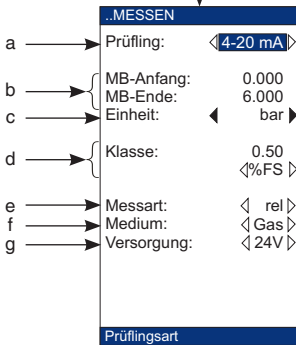 ..MESSEN
a Prüfling: 4-20 mA
b MB-Anfang: 0.000
MB-Ende: 6.000
c Einheit: bar
d Klasse: 0.50
%FS
e Messart: rel
f Medium: Gas
g Versorgung: 24V
Prüflingsart